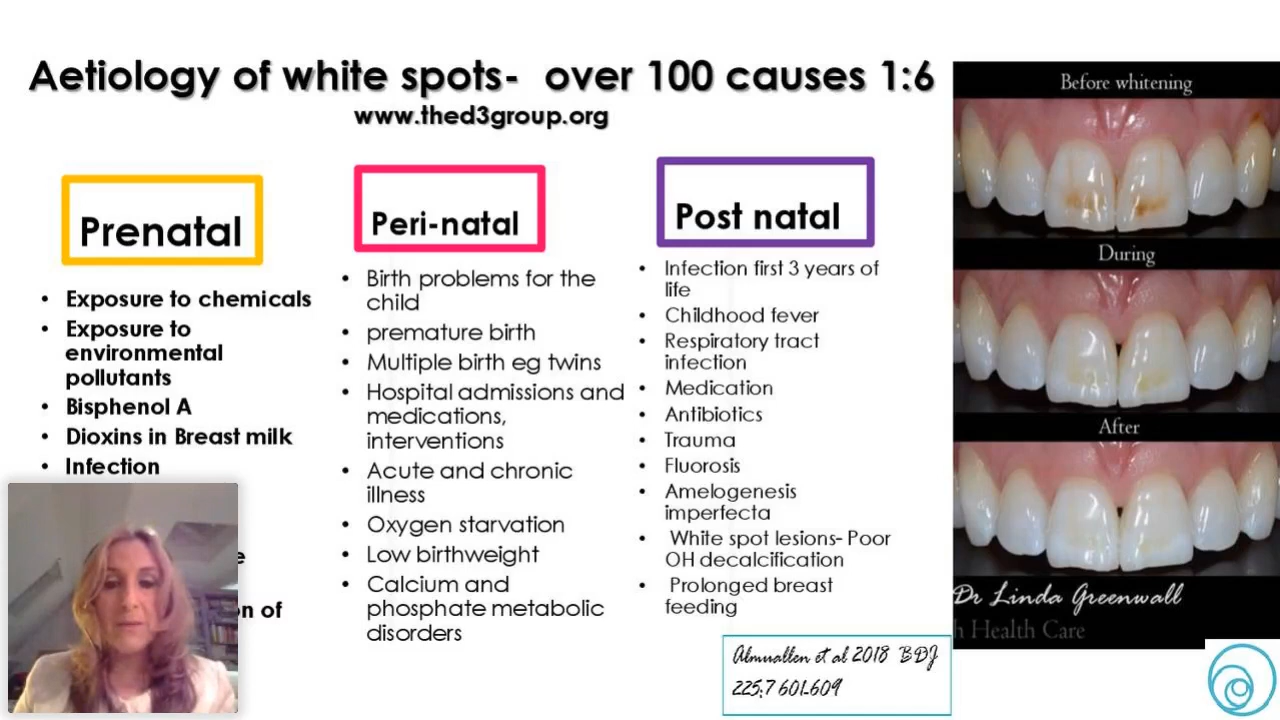 Aetiology of white spots-  over 100 causes 1:6
www.thed3group.org
Prenatal
• Exposure to chemicals
• Exposure to
environmental
pollutants
• Bisphenol A
• Dioxins in Breast milk
• Infection
e
n of
Peri-natal
• Birth problems for the
child
• premature birth
• Multiple birth eg twins
• Hospital admissions and
medications,
interventions
• Acute and chronic
illness
• Oxygen starvation
• Low birthweight
• Calcium and
phosphate metabolic
disorders
Post natal
• Infection first 3 years of
life
• Childhood fever
• Respiratory tract
infection
• Medication
• Antibiotics
• Trauma
• Fluorosis
• Amelogenesis
imperfecta
• White spot lesions- Poor
OH decalcification
• Prolonged breast
feeding
Almuallen et al 2018 BDJ
225;7 601-609
Before whitening
During
After
Dr Linda Greenwall
h Health Care